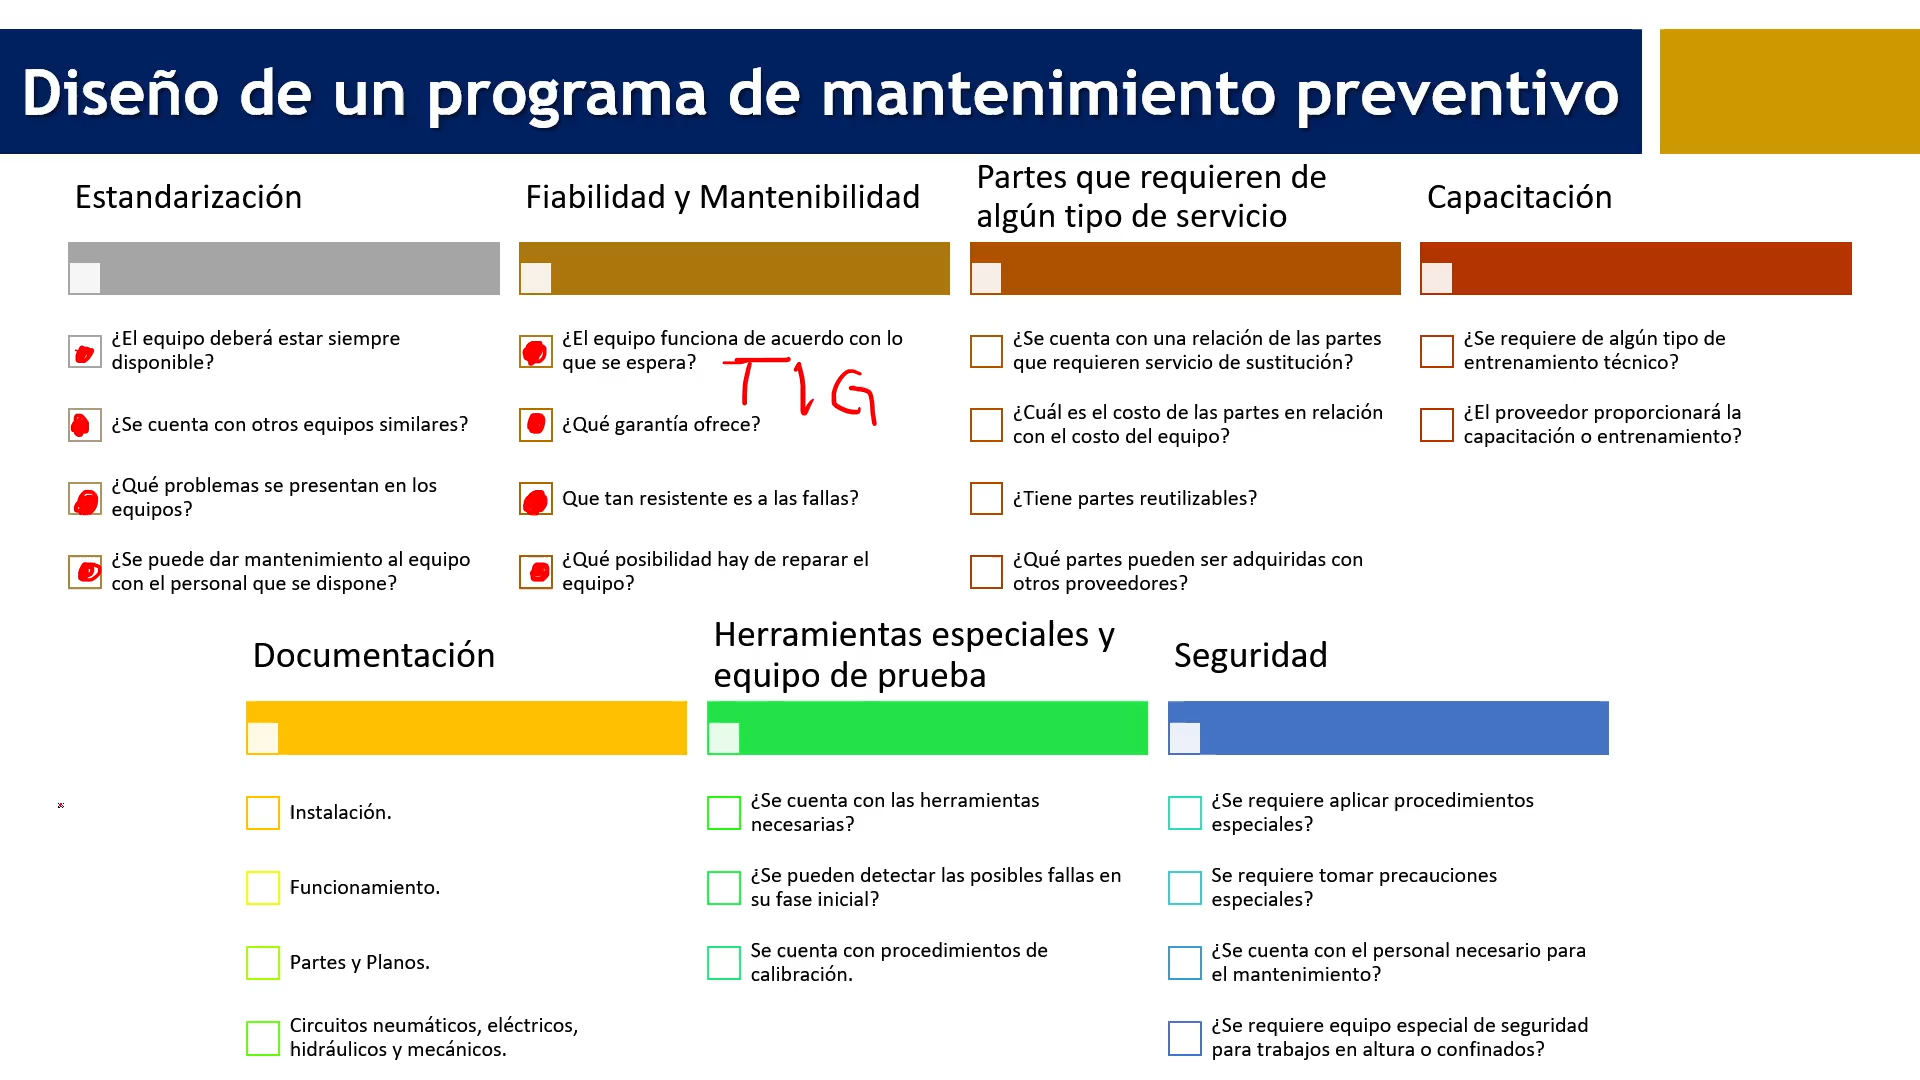 Diseño de un programa de mantenimiento preventivo
Estandarización
¿El equipo deberá estar siempre
disponible?
¿Se cuenta con otros equipos similares?
¿Qué problemas se presentan en los
equipos?
¿Se puede dar mantenimiento al equipo
con el personal que se dispone?
Fiabilidad y Mantenibilidad
¿El equipo funciona de acuerdo con lo
que se espera?
TIG
¿Qué garantía ofrece?
Que tan resistente es a las fallas?
¿Qué posibilidad hay de reparar el
equipo?
Partes que requieren de
algún tipo de servicio
¿Se cuenta con una relación de las partes
que requieren servicio de sustitución?
¿Cuál es el costo de las partes en relación
con el costo del equipo?
¿Tiene partes reutilizables?
¿Qué partes pueden ser adquiridas con
otros proveedores?
Capacitación
¿Se requiere de algún tipo de
entrenamiento técnico?
¿El proveedor proporcionará la
capacitación o entrenamiento?
Documentación
Instalación.
Funcionamiento.
Partes y Planos.
Circuitos neumáticos, eléctricos,
hidráulicos y mecánicos.
Herramientas especiales y
equipo de prueba
¿Se cuenta con las herramientas
necesarias?
¿Se pueden detectar las posibles fallas en
su fase inicial?
Se cuenta con procedimientos de
calibración.
Seguridad
¿Se requiere aplicar procedimientos
especiales?
Se requiere tomar precauciones
especiales?
¿Se cuenta con el personal necesario para
el mantenimiento?
¿Se requiere equipo especial de seguridad
para trabajos en altura o confinados?